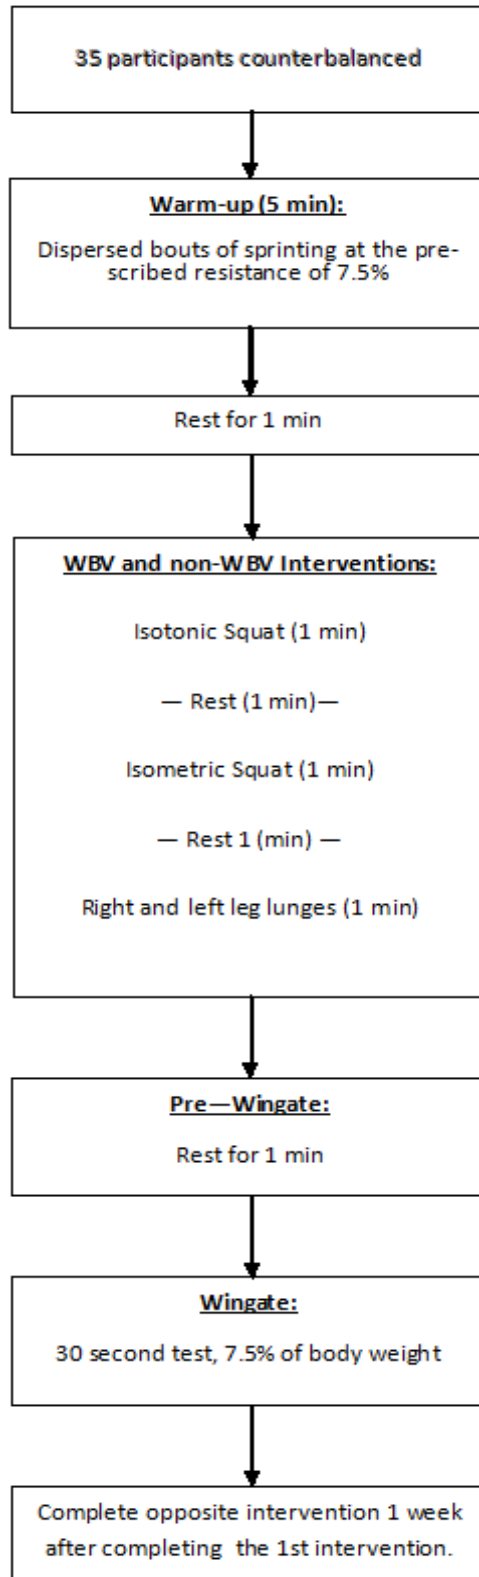 35 participants counterbalanced
Warm-up (5 min):
Dispersed bouts of sprinting at the pre-
scribed resistance of 7.5%
Rest for 1 min
WBV and non-WBV Interventions:
Isotonic Squat (1 min)
— Rest (1 min)—
Isometric Squat (1 min)
— Rest 1 (min) —
Right and left leg lunges (1 min)
Pre—Wingate:
Rest for 1 min
Wingate:
30 second test, 7.5% of body weight
Complete opposite intervention 1 week
after completing the 1st intervention.